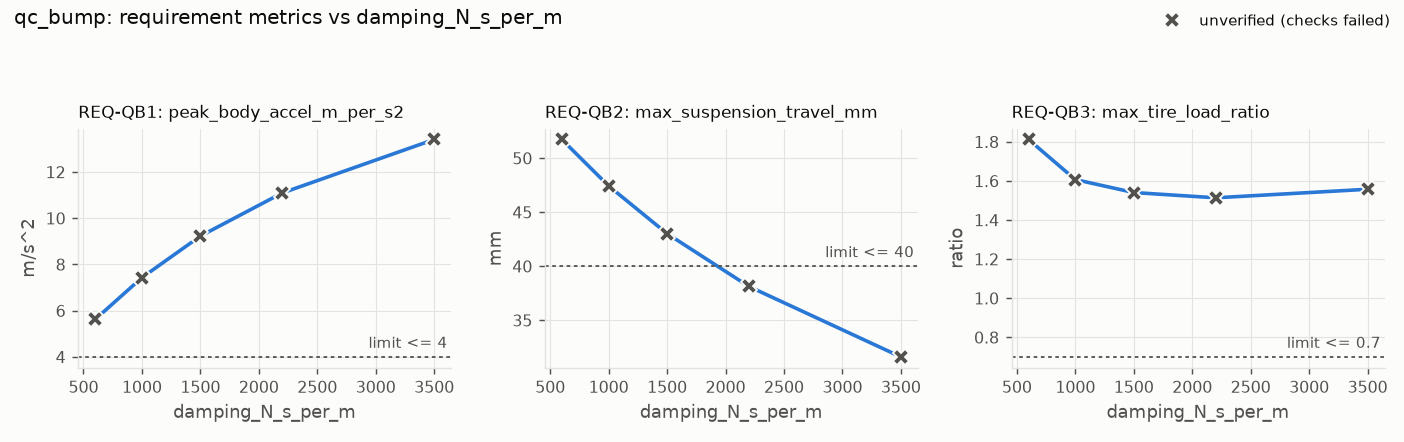 qc_bump: requirement metrics vs damping_N_s_per_m
unverified (checks failed)
REQ-QB1: peak_body_accel_m_per_s2
m/s^2
12
10
8
6
4
limit <= 4
500 1000 1500 2000 2500 3000 3500
damping_N_s_per_m
REQ-QB2: max_suspension_travel_mm
mm
50
45
40
35
limit <= 40
500 1000 1500 2000 2500 3000 3500
damping_N_s_per_m
REQ-QB3: max_tire_load_ratio
ratio
1.8
1.6
1.4
1.2
1.0
0.8
limit <= 0.7
500 1000 1500 2000 2500 3000 3500
damping_N_s_per_m